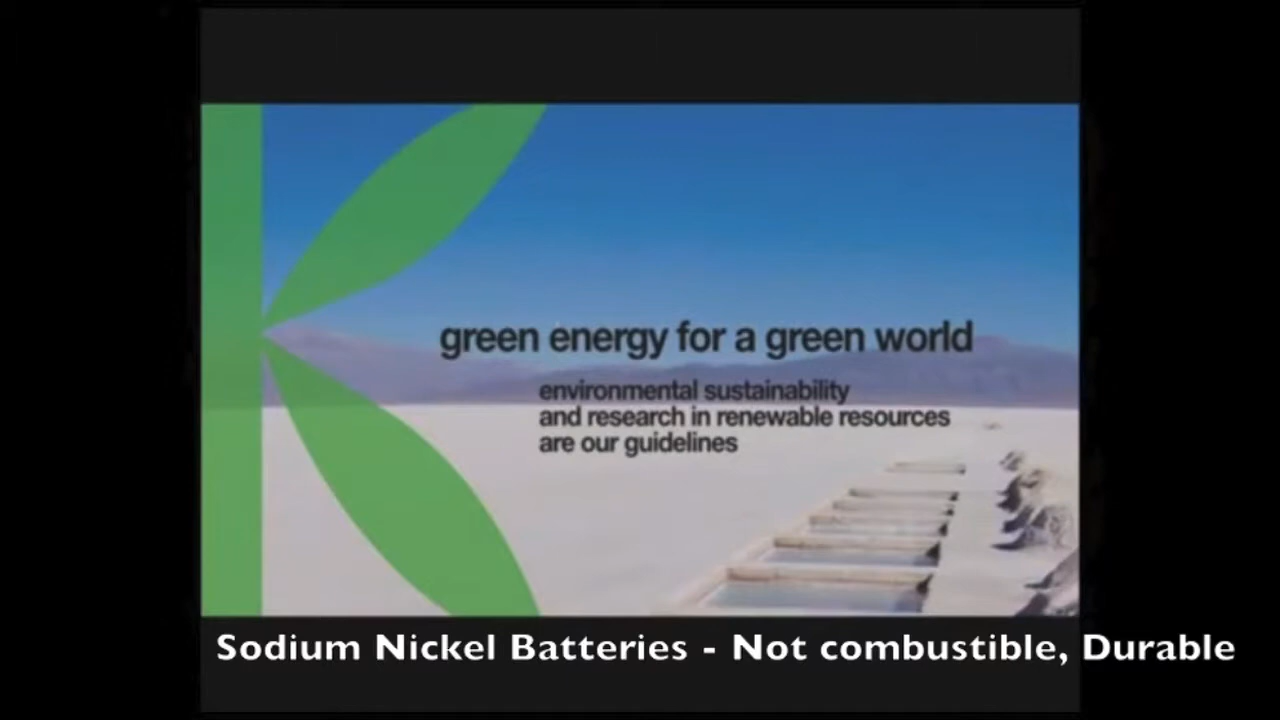 green energy for a green world
environmental sustainability
and research in renewable resources
are our guidelines
Sodium Nickel Batteries - Not combustible, Durable